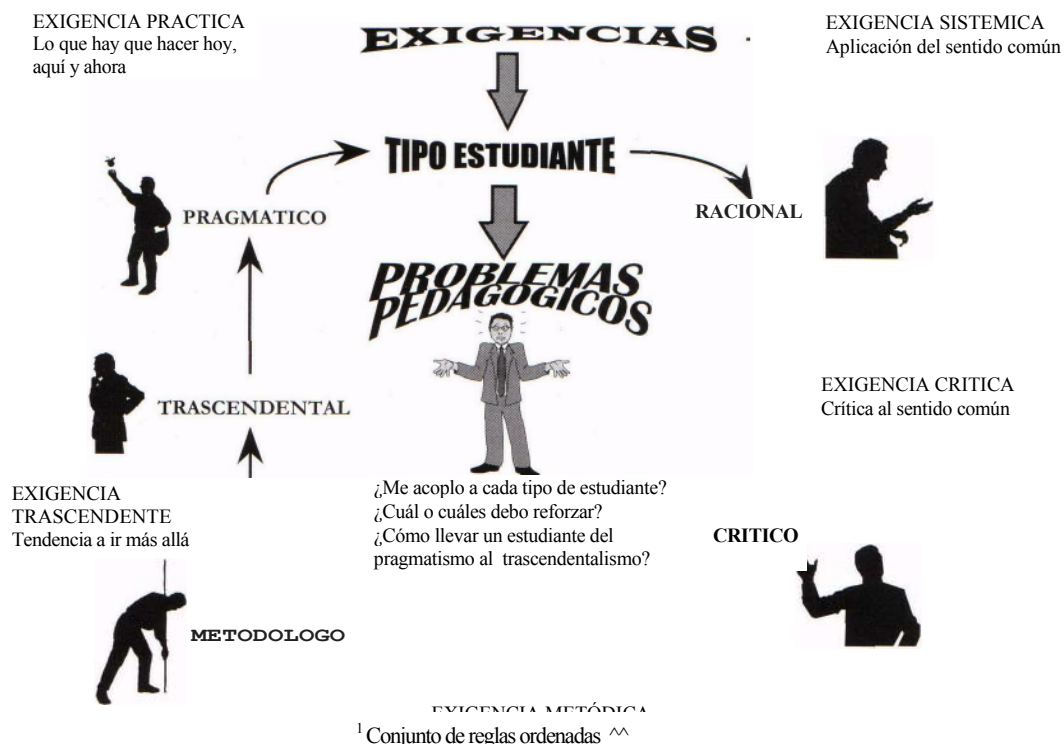 EXIGENCIA PRACTICA
Lo que hay que hacer hoy,
aquí y ahora
EXIGENCIAS
EXIGENCIA SISTEMICA
Aplicación del sentido común
TIPO ESTUDIANTE
PRAGMATICO
RACIONAL
PROBLEMAS
PEDAGOGICOS
TRASCENDENTAL
EXIGENCIA CRITICA
Crítica al sentido común
EXIGENCIA
TRASCENDENTE
Tendencia a ir más allá
¿Me acoplo a cada tipo de estudiante?
¿Cuál o cuáles debo reforzar?
¿Cómo llevar un estudiante del
pragmatismo al trascendentalismo?
CRITICO
METODOLOGO
EXIGENCIA METÓDICA
1 Conjunto de reglas ordenadas ^^